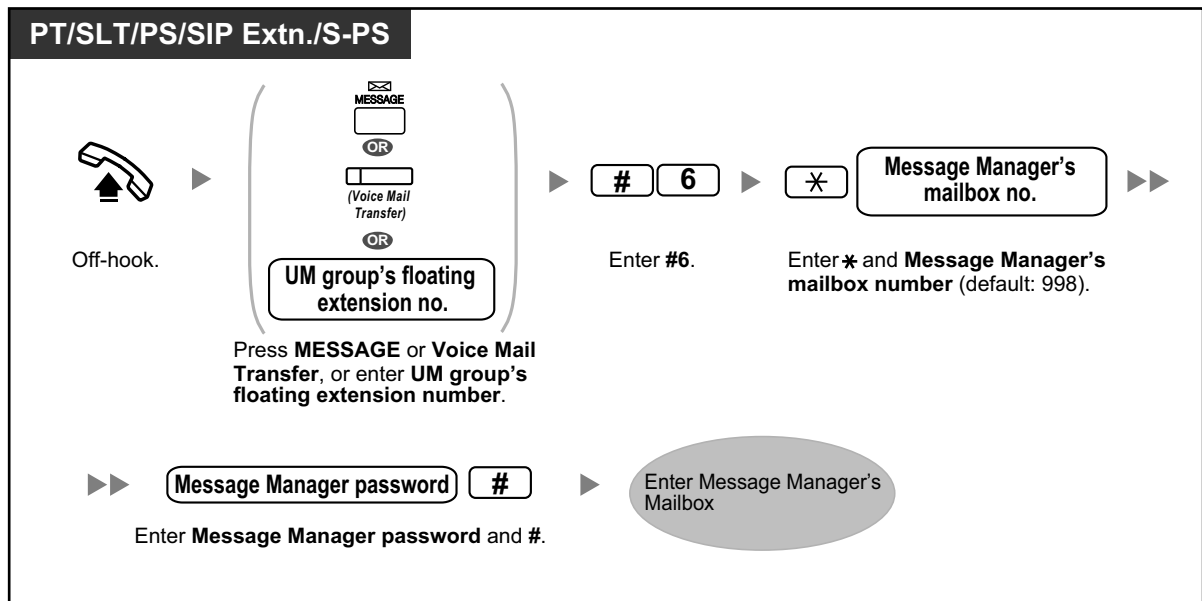 PT/SLT/PS/SIP Extn./S-PS
MESSAGE
OR
(Voice Mail
Transfer)
OR
UM group's floating
extension no.
# 6
* Message Manager's
mailbox no.
Off-hook.
Press MESSAGE or Voice Mail
Transfer, or enter UM group's
floating extension number.
Enter #6.
Enter * and Message Manager's
mailbox number (default: 998).
Message Manager password #
Enter Message Manager password and #.
Enter Message Manager's
Mailbox